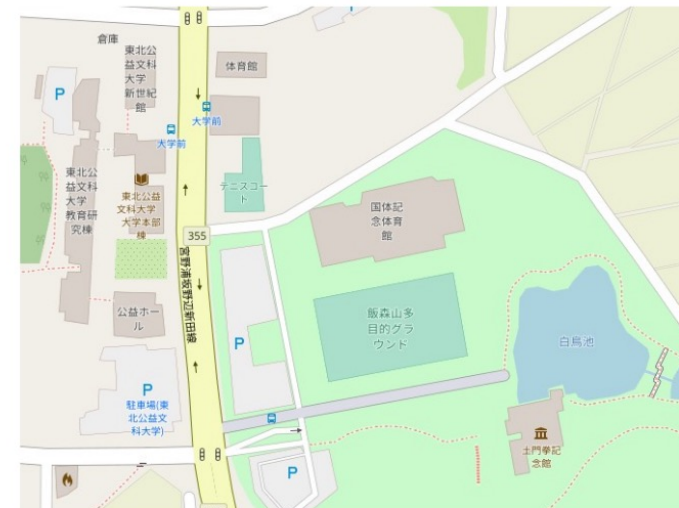 倉庫
東北公
益文科
大学
新世紀
館
体育館
P
P
大学前
大学前
東北公
益文科
大学
教育研
究棟
東北公益
文科大学
大学本部
棟
テニスコー
ト
国体記
念体育
館
355
宮野浦坂野辺新田線
公益ホー
ル
飯森山多
目的グラ
ウンド
白鳥池
P
P
駐車場(東
北公益文
科大学)
土門拳記
念館
P